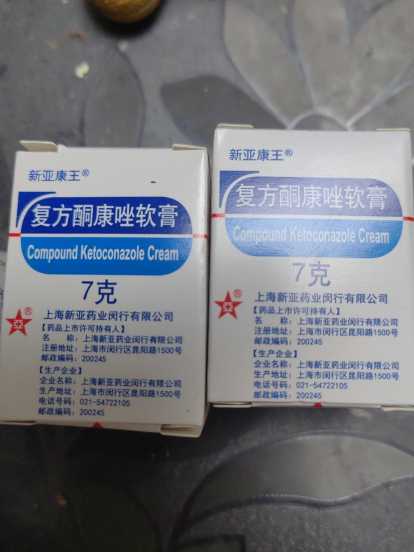 新亚康王®
复方酮康唑软膏
Compound Ketoconazole Cream
7克
亞
上海新亚药业闵行有限公司
【药品上市许可持有人】
名 称：上海新亚药业闵行有限公司
注册地址：上海市闵行区昆阳路1500号
邮政编码：200245
【生产企业】
企业名称：上海新亚药业闵行有限公司
生产地址：上海市闵行区昆阳路1500号
电话号码：021-54722105
邮政编码：200245
新亚康王®
复方酮康唑软膏
Compound Ketoconazole Cream
7克
亞
上海新亚药业闵行有限公司
【药品上市许可持有人】
名 称：上海新亚药业闵行有限公司
注册地址：上海市闵行区昆阳路1500号
邮政编码：200245
【生产企业】
企业名称：上海新亚药业闵行有限公司
生产地址：上海市闵行区昆阳路1500号
电话号码：021-54722105
邮政编码：200245